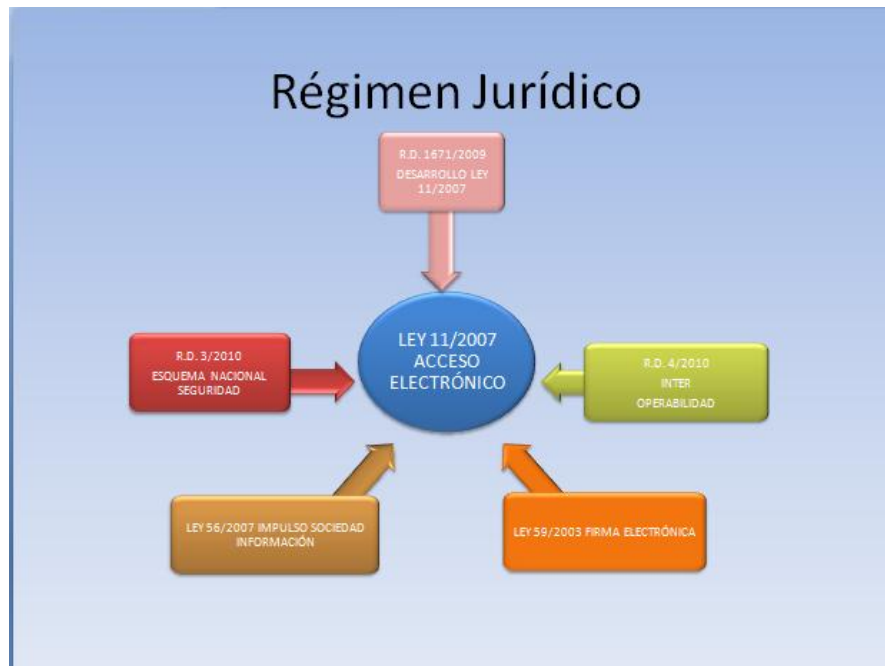 Régimen Jurídico
R.D. 1671/2009
DESARROLLO LEY
11/2007
LEY 11/2007
ACCESO
ELECTRÓNICO
R.D. 3/2010
ESQUEMA NACIONAL
SEGURIDAD
R.D. 4/2010
INTER
OPERABILIDAD
LEY 56/2007 IMPULSO SOCIEDAD
INFORMACIÓN
LEY 59/2003 FIRMA ELECTRÓNICA